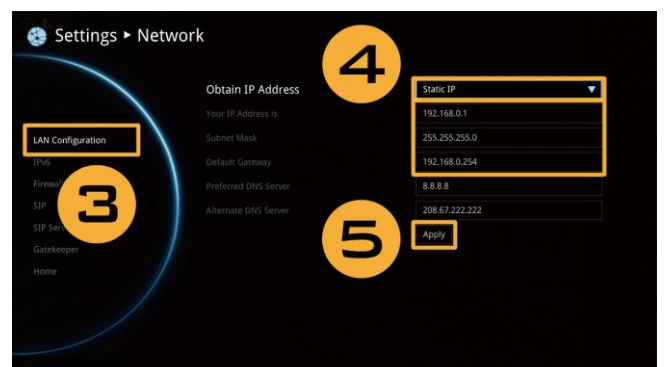 Settings ▸ Network
4
Obtain IP Address
Static IP
Your IP Address is
192.168.0.1
LAN Configuration
Subnet Mask
255.255.255.0
IPv6
Default Gateway
192.168.0.254
Preferred DNS Server
8.8.8.8
3
SIP
Alternate DNS Server
208.67.222.222
SIP
5
Apply
Gatekeeper
Home